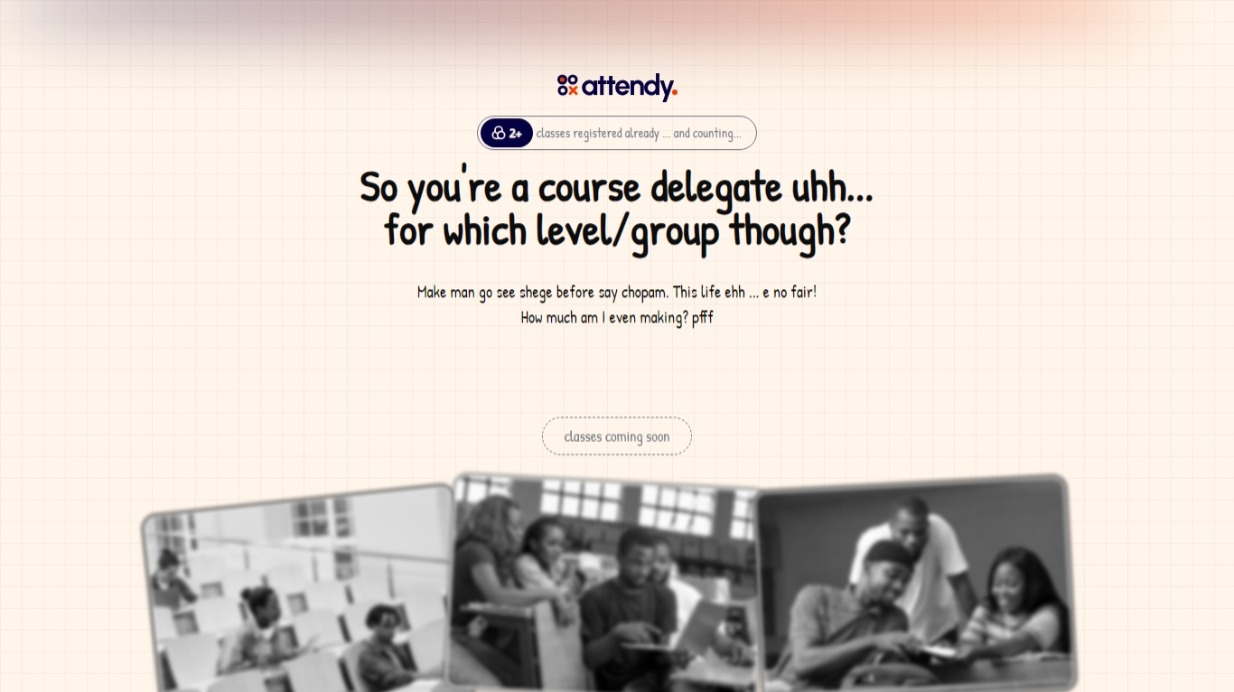 attendy.
2+ classes registered already ... and counting...
So you're a course delegate uhh...
for which level/group though?
Make man go see shege before say chopam. This life ehh ... e no fair!
How much am I even making? pfff
classes coming soon